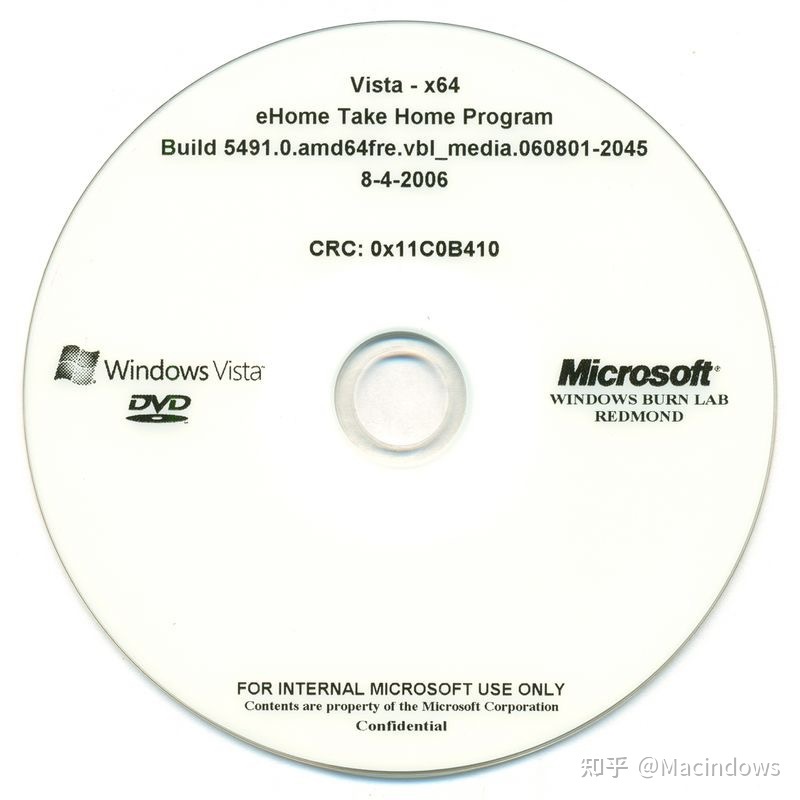 Vista - x64
eHome Take Home Program
Build 5491.0.amd64fre.vbl_media.060801-2045
8-4-2006
CRC: 0x11C0B410
Windows Vista™
DVD
Microsoft®
WINDOWS BURN LAB
REDMOND
FOR INTERNAL MICROSOFT USE ONLY
Contents are property of the Microsoft Corporation
Confidential
知乎 @Macindows